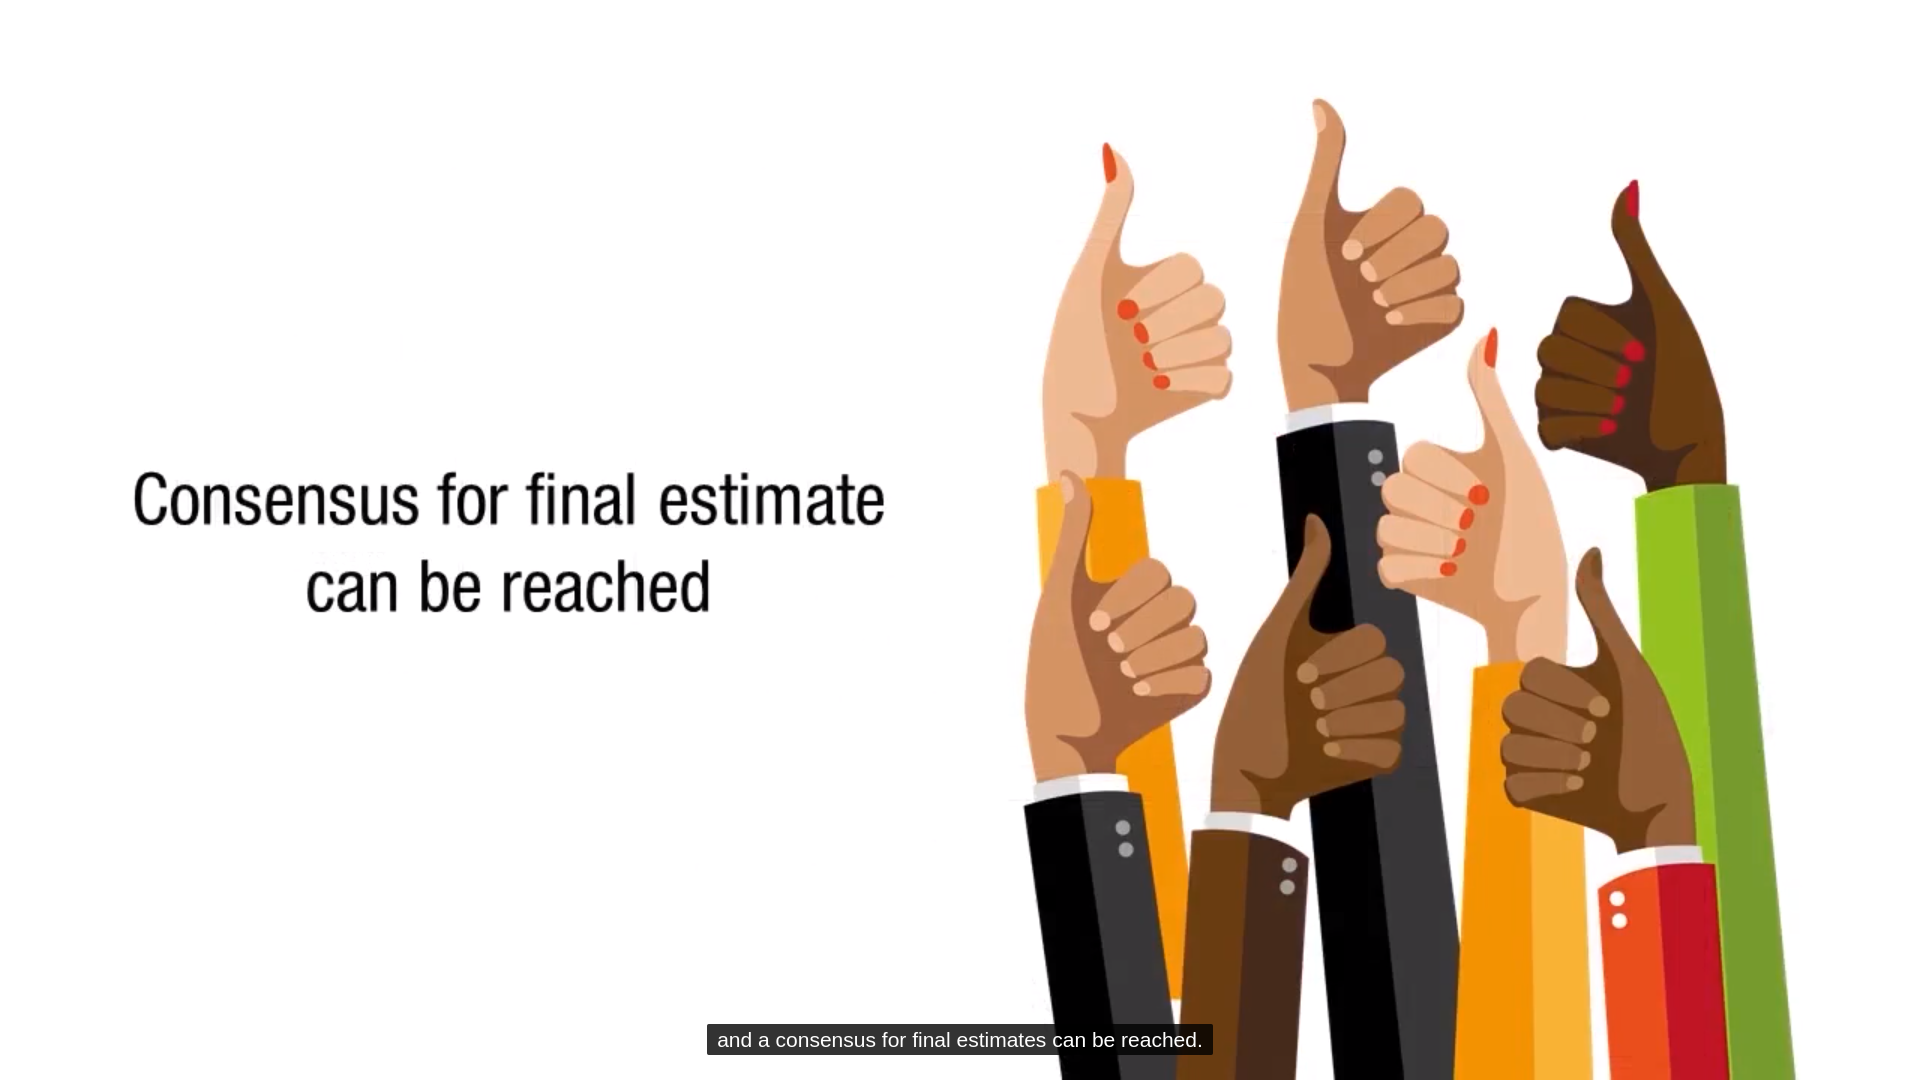 Consensus for final estimate
can be reached
and a consensus for final estimates can be reached.